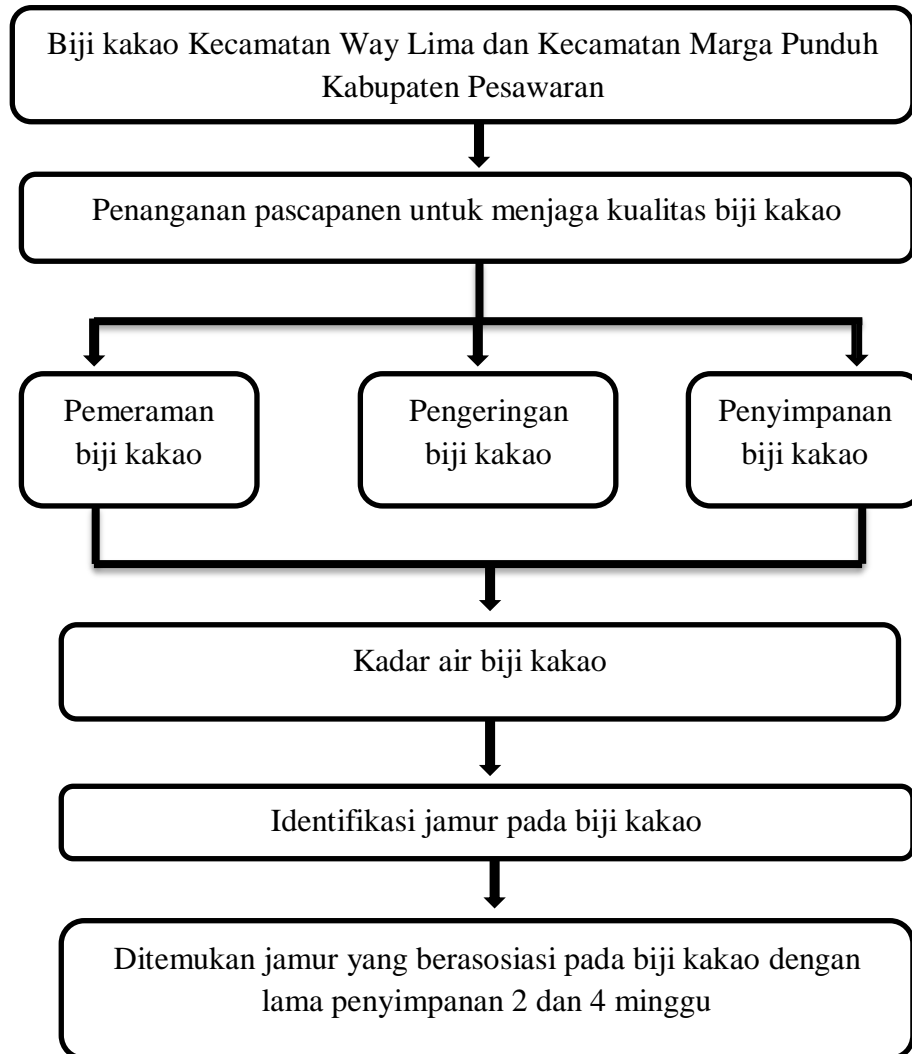 Biji kakao Kecamatan Way Lima dan Kecamatan Marga Punduh
Kabupaten Pesawaran
Penanganan pascapanen untuk menjaga kualitas biji kakao
Pemeraman
biji kakao
Pengeringan
biji kakao
Penyimpanan
biji kakao
Kadar air biji kakao
Identifikasi jamur pada biji kakao
Ditemukan jamur yang berasosiasi pada biji kakao dengan
lama penyimpanan 2 dan 4 minggu